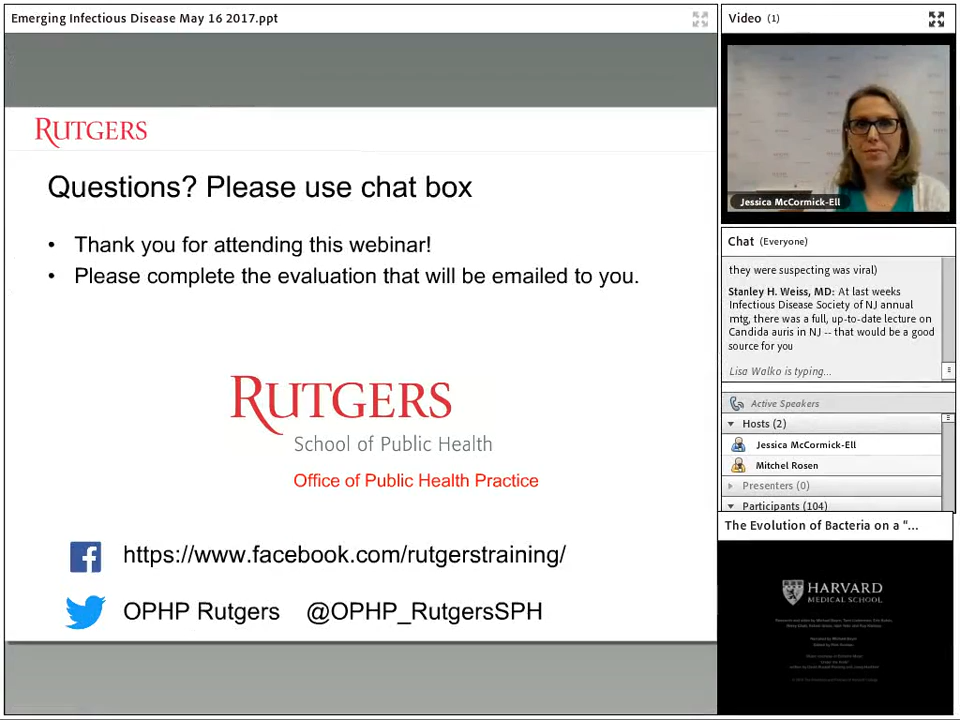 Emerging Infectious Disease May 16 2017.ppt
RUTGERS
Questions? Please use chat box
• Thank you for attending this webinar!
• Please complete the evaluation that will be emailed to you.
RUTGERS
School of Public Health
Office of Public Health Practice
https://www.facebook.com/rutgerstraining/
OPHP Rutgers @OPHP_RutgersSPH
Video (1)
Jessica McCormick-Ell
Chat (Everyone)
they were suspecting was viral)
Stanley H. Weiss, MD: At last weeks
Infectious Disease Society of NJ annual
mtg, there was a full, up-to-date lecture on
Candida auris in NJ -- that would be a good
source for you
Lisa Walko is typing...
Active Speakers
Hosts (2)
Jessica McCormick-Ell
Mitchel Rosen
Presenters (0)
Participants (104)
The Evolution of Bacteria on a “...
HARVARD
MEDICAL SCHOOL